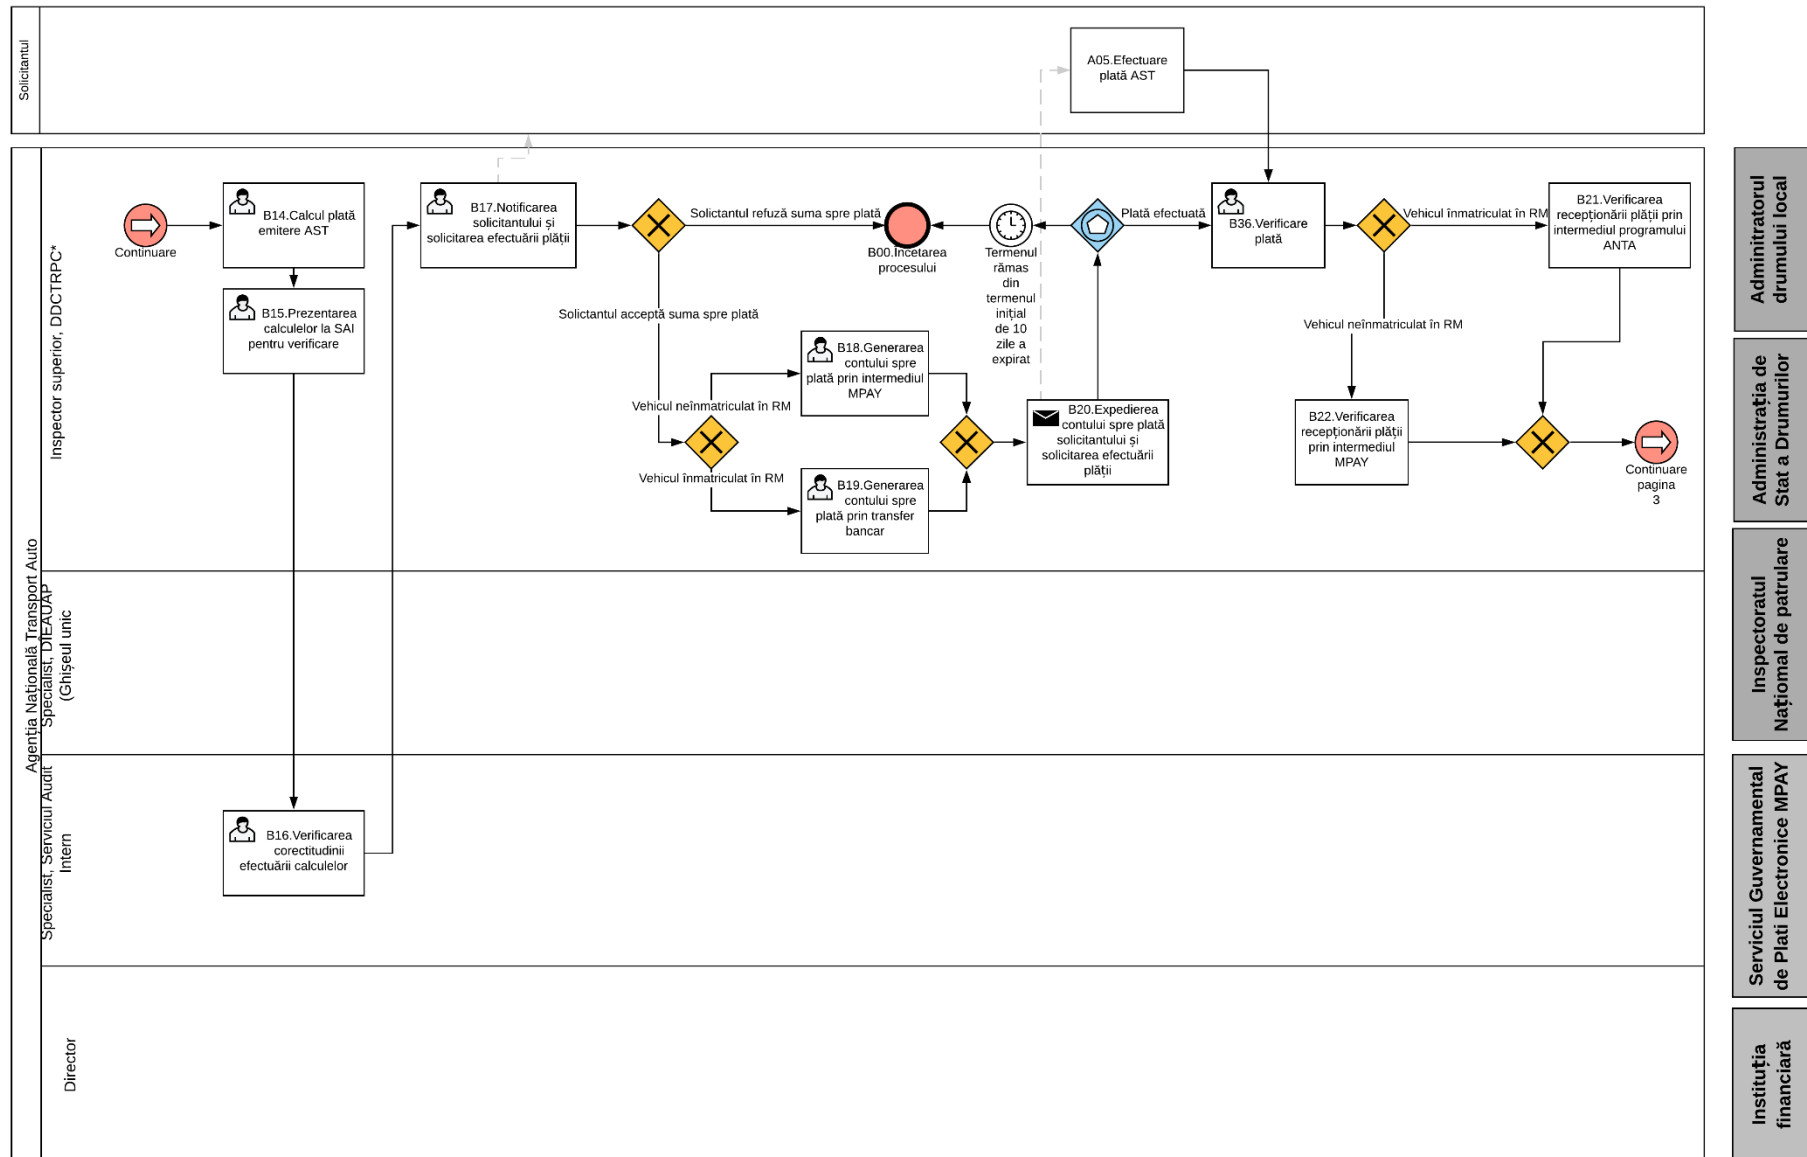 Solicitantul
A05.Efectuare
plată AST
Agenția Națională Transport Auto
Inspector superior, DDCTRPC*
Continuare
B14.Calcul plată
emitere AST
B15.Prezentarea
calculelor la SAI
pentru verificare
B17.Notificarea
solicitantului și
solicitarea efectuării plății
Solictantul refuză suma spre plată
B00.Încetarea
procesului
Termenul
rămas
din
termenul
inițial
de 10
zile a
expirat
Plată efectuată
B36.Verificare
plată
Vehicul înmatriculat în RM
B21.Verificarea
recepționării plății prin
intermediul programului
ANTA
Solictantul acceptă suma spre plată
Vehicul neînmatriculat în RM
B18.Generarea
contului spre
plată prin intermediul
MPAY
Vehicul neînmatriculat în RM
Vehicul înmatriculat în RM
B19.Generarea
contului spre
plată prin transfer
bancar
B20.Expedierea
contului spre plată
solicitantului și
solicitarea efectuării
plății
B22.Verificarea
recepționării plății
prin intermediul
MPAY
Continuare
pagina
3
Specialist, DIEAUAP
(Ghișeul unic
Specialist, Serviciul Audit
Intern
B16.Verificarea
corectitudinii
efectuării calculelor
Director
Adminitratorul
drumului local
Administrația de
Stat a Drumurilor
Inspectoratul
Național de patrulare
Serviciul Guvernamental
de Plati Electronice MPAY
Instituția
financiară